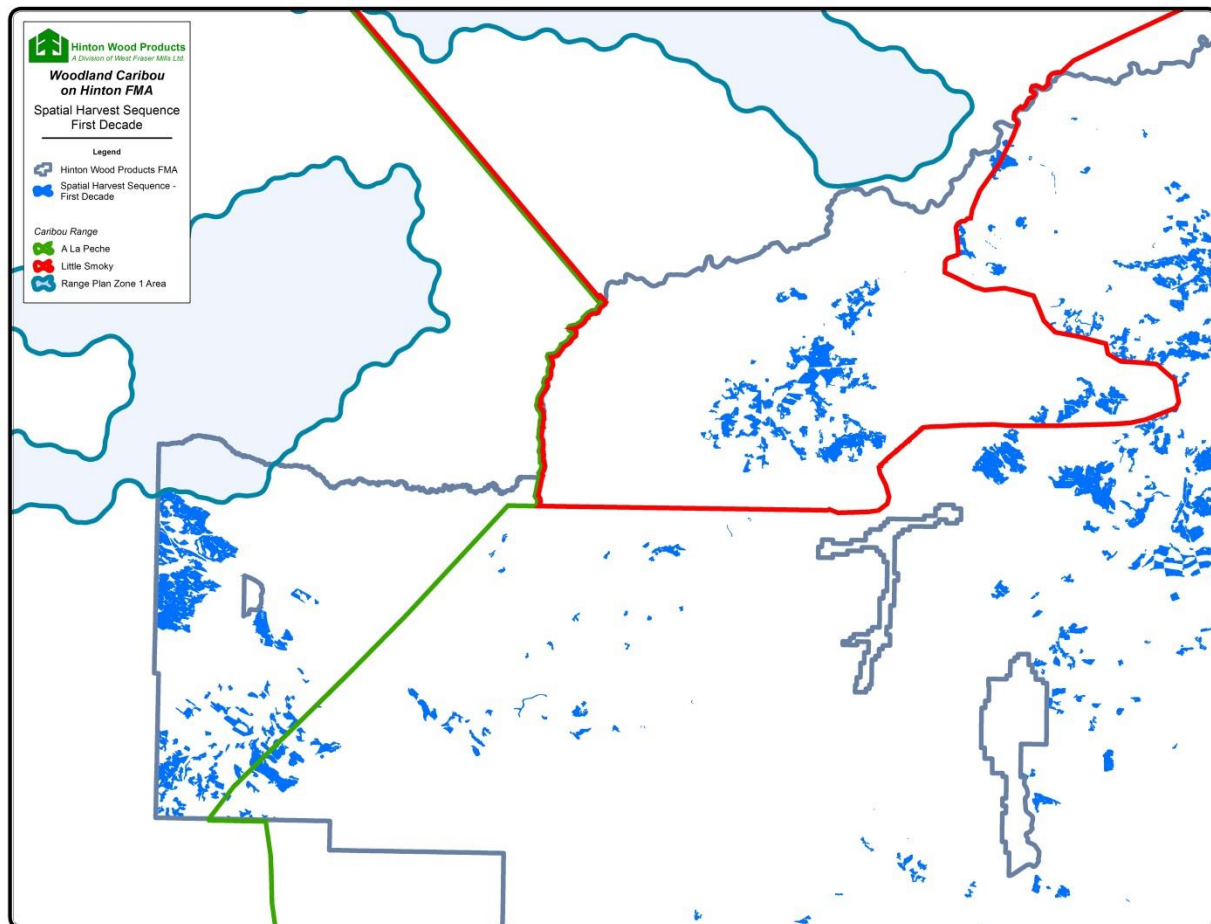 Hinton Wood Products
A Division of West Fraser Mills Ltd.
Woodland Caribou
on Hinton FMA
Spatial Harvest Sequence
First Decade
Legend
Hinton Wood Products FMA
Spatial Harvest Sequence -
First Decade
Caribou Range
A La Peche
Little Smoky
Range Plan Zone 1 Area